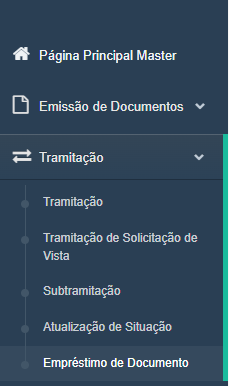 Página Principal Master
Emissão de Documentos
Tramitação
Tramitação
Tramitação de Solicitação de
Vista
Subtramitação
Atualização de Situação
Empréstimo de Documento